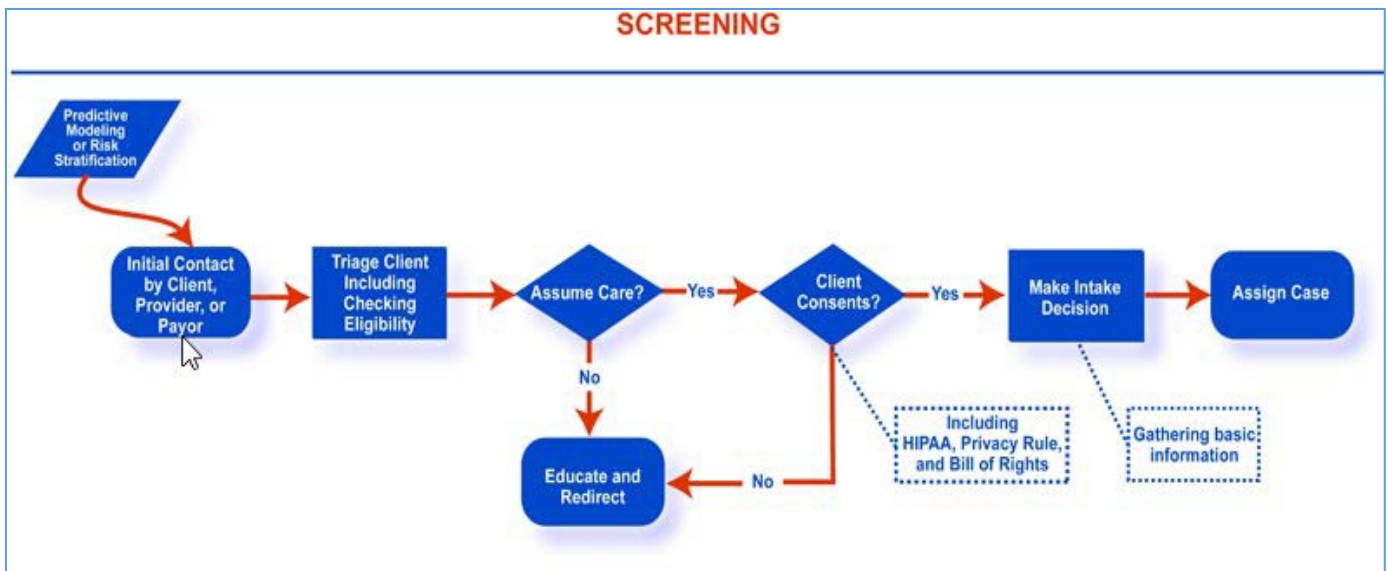 SCREENING
Predictive
Modeling
or Risk
Stratification
Initial Contact
by Client,
Provider, or
Payor
Triage Client
Including
Checking
Eligibility
Assume Care?
Yes
Client
Consents?
Yes
Make Intake
Decision
Assign Case
No
Including
HIPAA, Privacy Rule,
and Bill of Rights
Gathering basic
information
Educate and
Redirect
No